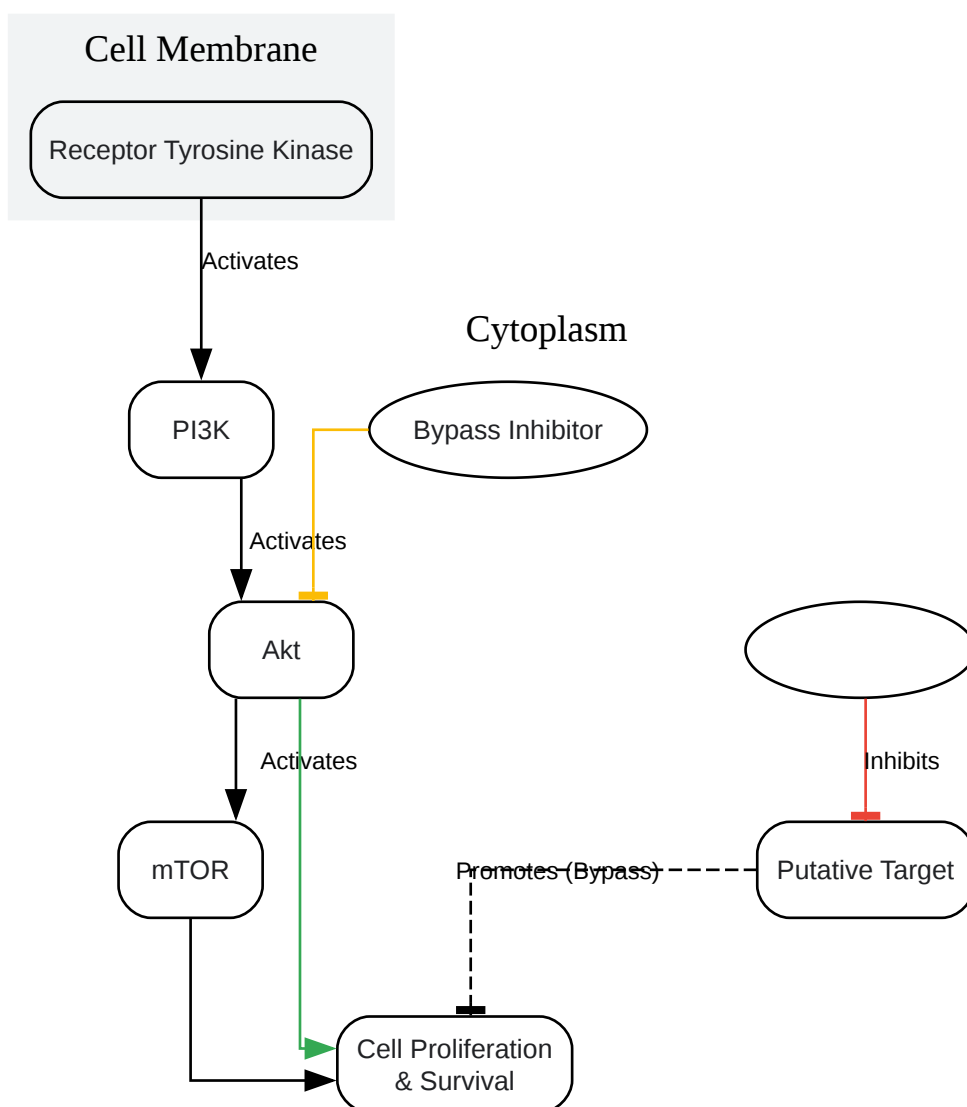 Cell Membrane
Receptor Tyrosine Kinase
Activates
Cytoplasm
PI3K
Bypass Inhibitor
Activates
Akt
Activates
Inhibits
mTOR
Promotes (Bypass)
Putative Target
Cell Proliferation
& Survival